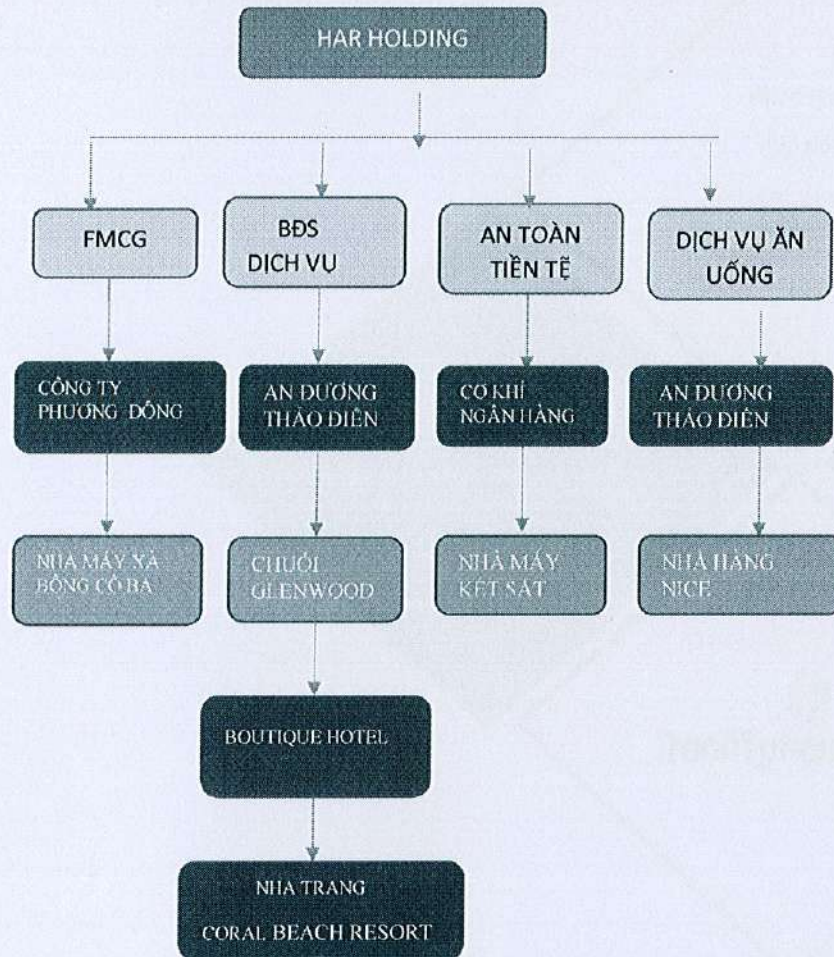 HAR HOLDING
FMCG
BĐS
DỊCH VỤ
AN TOÀN
TIỀN TỆ
DỊCH VỤ ĂN
UỐNG
CÔNG TY
PHƯƠNG ĐÔNG
AN DƯƠNG
THẢO ĐIỀN
CƠ KHÍ
NGÂN HÀNG
AN DƯƠNG
THẢO ĐIỀN
NHÀ MÁY XÀ
BÔNG CÔ BA
CHUỖI
GLENWOOD
NHÀ MÁY
KÉT SẮT
NHÀ HÀNG
NICE
BOUTIQUE HOTEL
NHA TRANG
CORAL BEACH RESORT